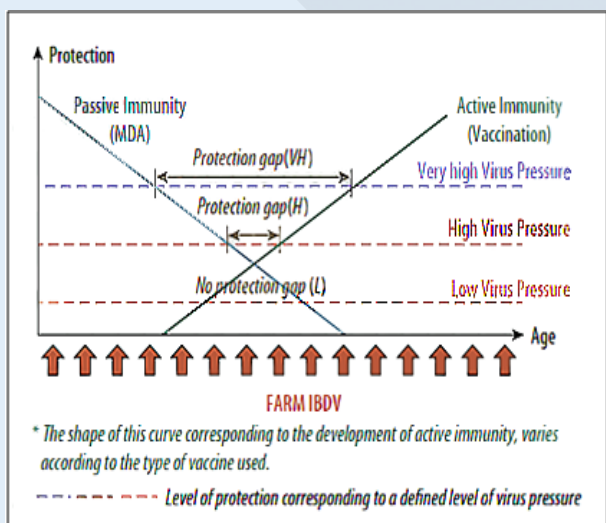 Protection
Passive Immunity
(MDA)
Active Immunity
(Vaccination)
Protection gap(VH)
Very high Virus Pressure
Protection gap(H)
High Virus Pressure
No protection gap (L)
Low Virus Pressure
Age
FARM IBDV
* The shape of this curve corresponding to the development of active immunity, varies
according to the type of vaccine used.
Level of protection corresponding to a defined level of virus pressure